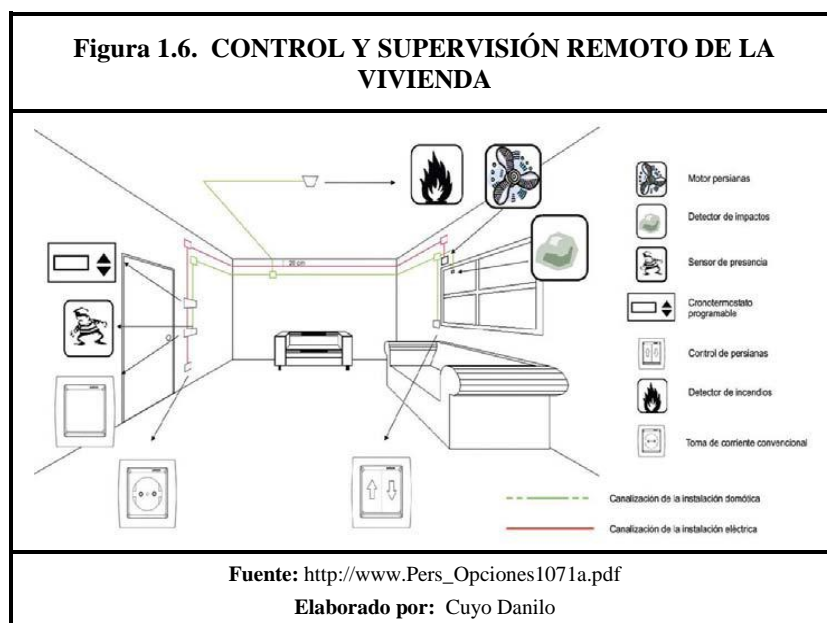 Figura 1.6. CONTROL Y SUPERVISIÓN REMOTO DE LA
VIVIENDA
20 cm
Motor persianas
Detector de impactos
Sensor de presencia
Cronotermostato
programable
Control de persianas
Detector de incendios
Toma de corriente convencional
Canalización de la instalación domótica
Canalización de la instalación eléctrica
Fuente: http://www.Pers_Opciones1071a.pdf
Elaborado por: Cuyo Danilo